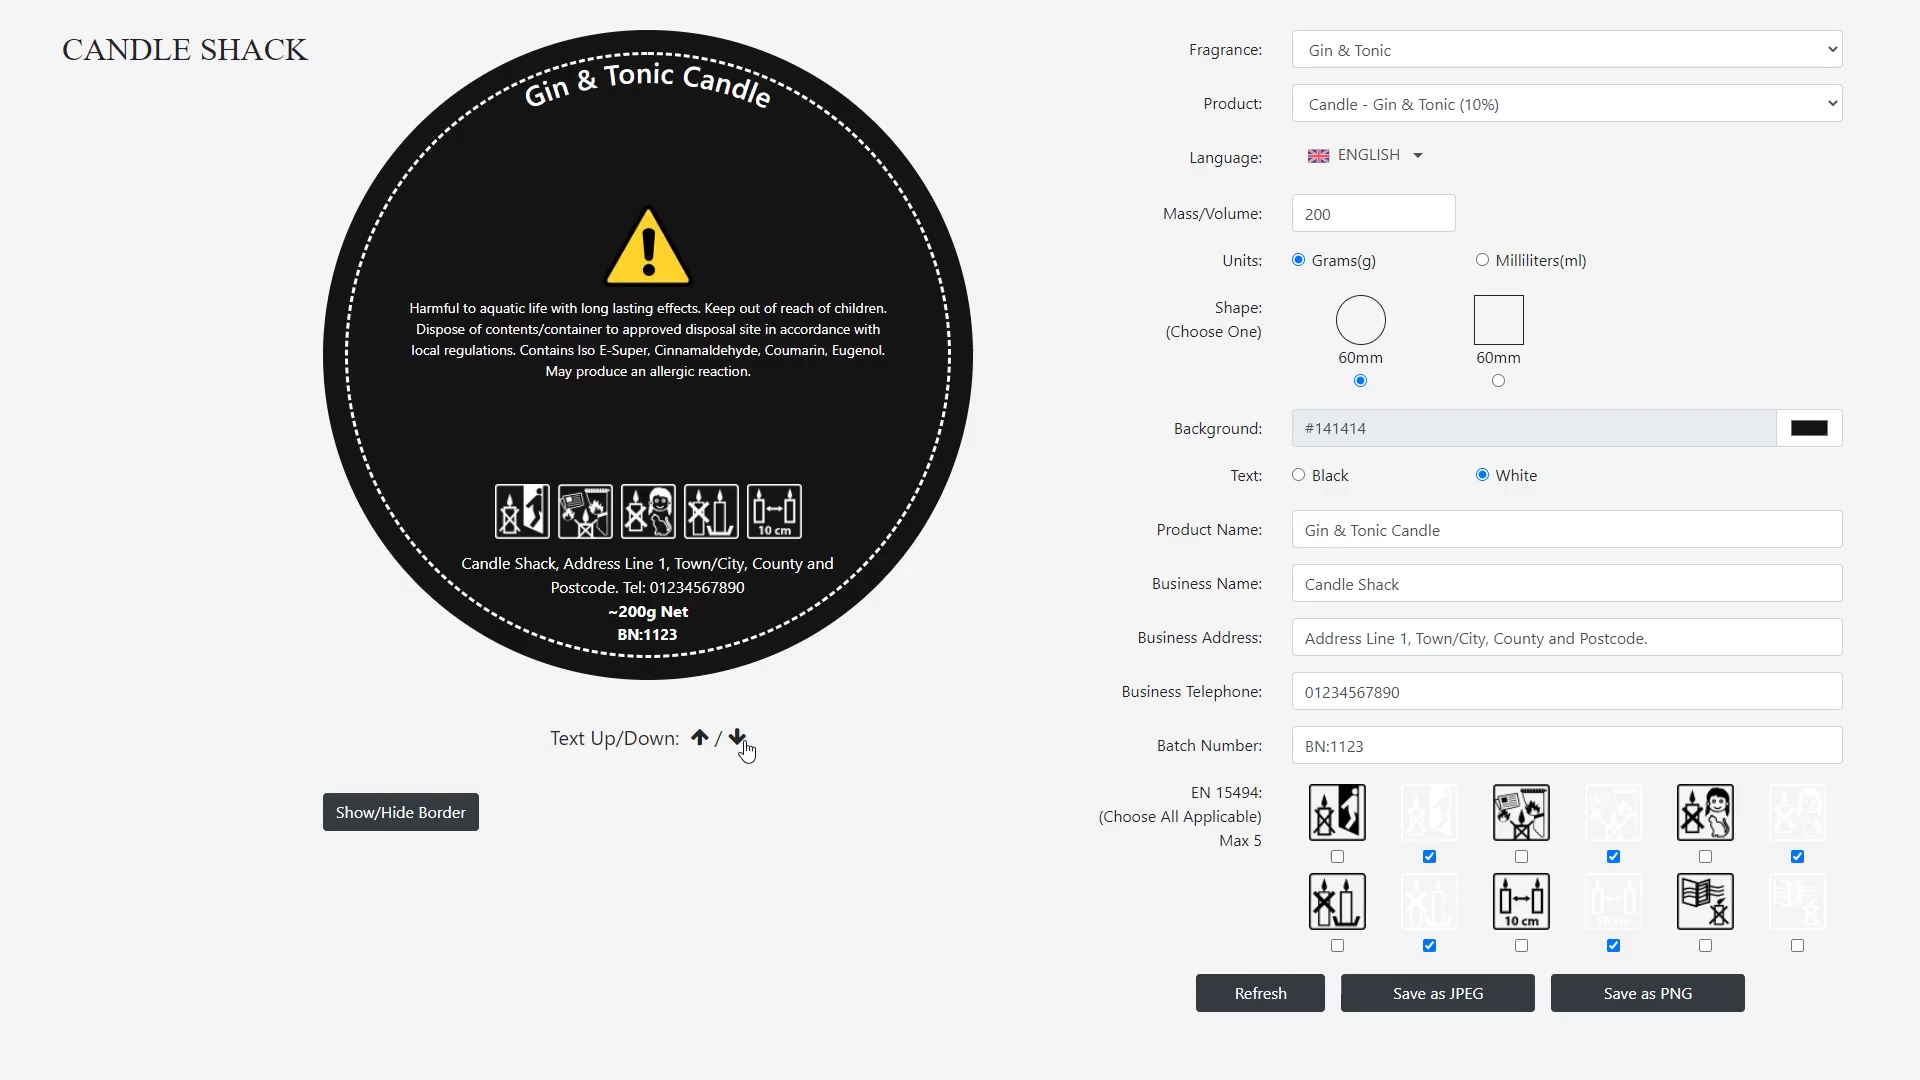 CANDLE SHACK
Gin & Tonic Candle
Harmful to aquatic life with long lasting effects. Keep out of reach of children.
Dispose of contents/container to approved disposal site in accordance with
local regulations. Contains Iso E-Super, Cinnamaldehyde, Coumarin, Eugenol.
May produce an allergic reaction.
10 cm
Candle Shack, Address Line 1, Town/City, County and
Postcode. Tel: 01234567890
~200g Net
BN:1123
Text Up/Down: /
Show/Hide Border
Fragrance: Gin & Tonic
Product: Candle - Gin & Tonic (10%)
Language: ENGLISH
Mass/Volume: 200
Units: Grams(g) Milliliters(ml)
Shape:
(Choose One)
60mm 60mm
Background: #141414
Text: Black White
Product Name: Gin & Tonic Candle
Business Name: Candle Shack
Business Address: Address Line 1, Town/City, County and Postcode.
Business Telephone: 01234567890
Batch Number: BN:1123
EN 15494:
(Choose All Applicable)
Max 5
10 cm 10 cm
Refresh Save as JPEG Save as PNG